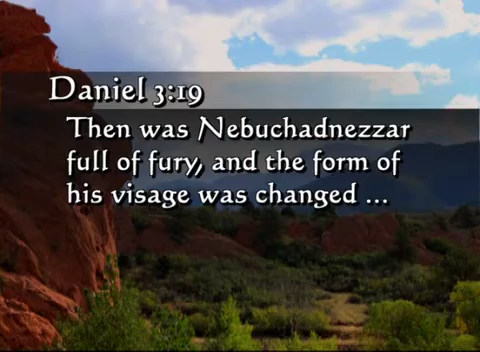 Daniel 3:19
Then was Nebuchadnezzar
full of fury, and the form of
his visage was changed ...